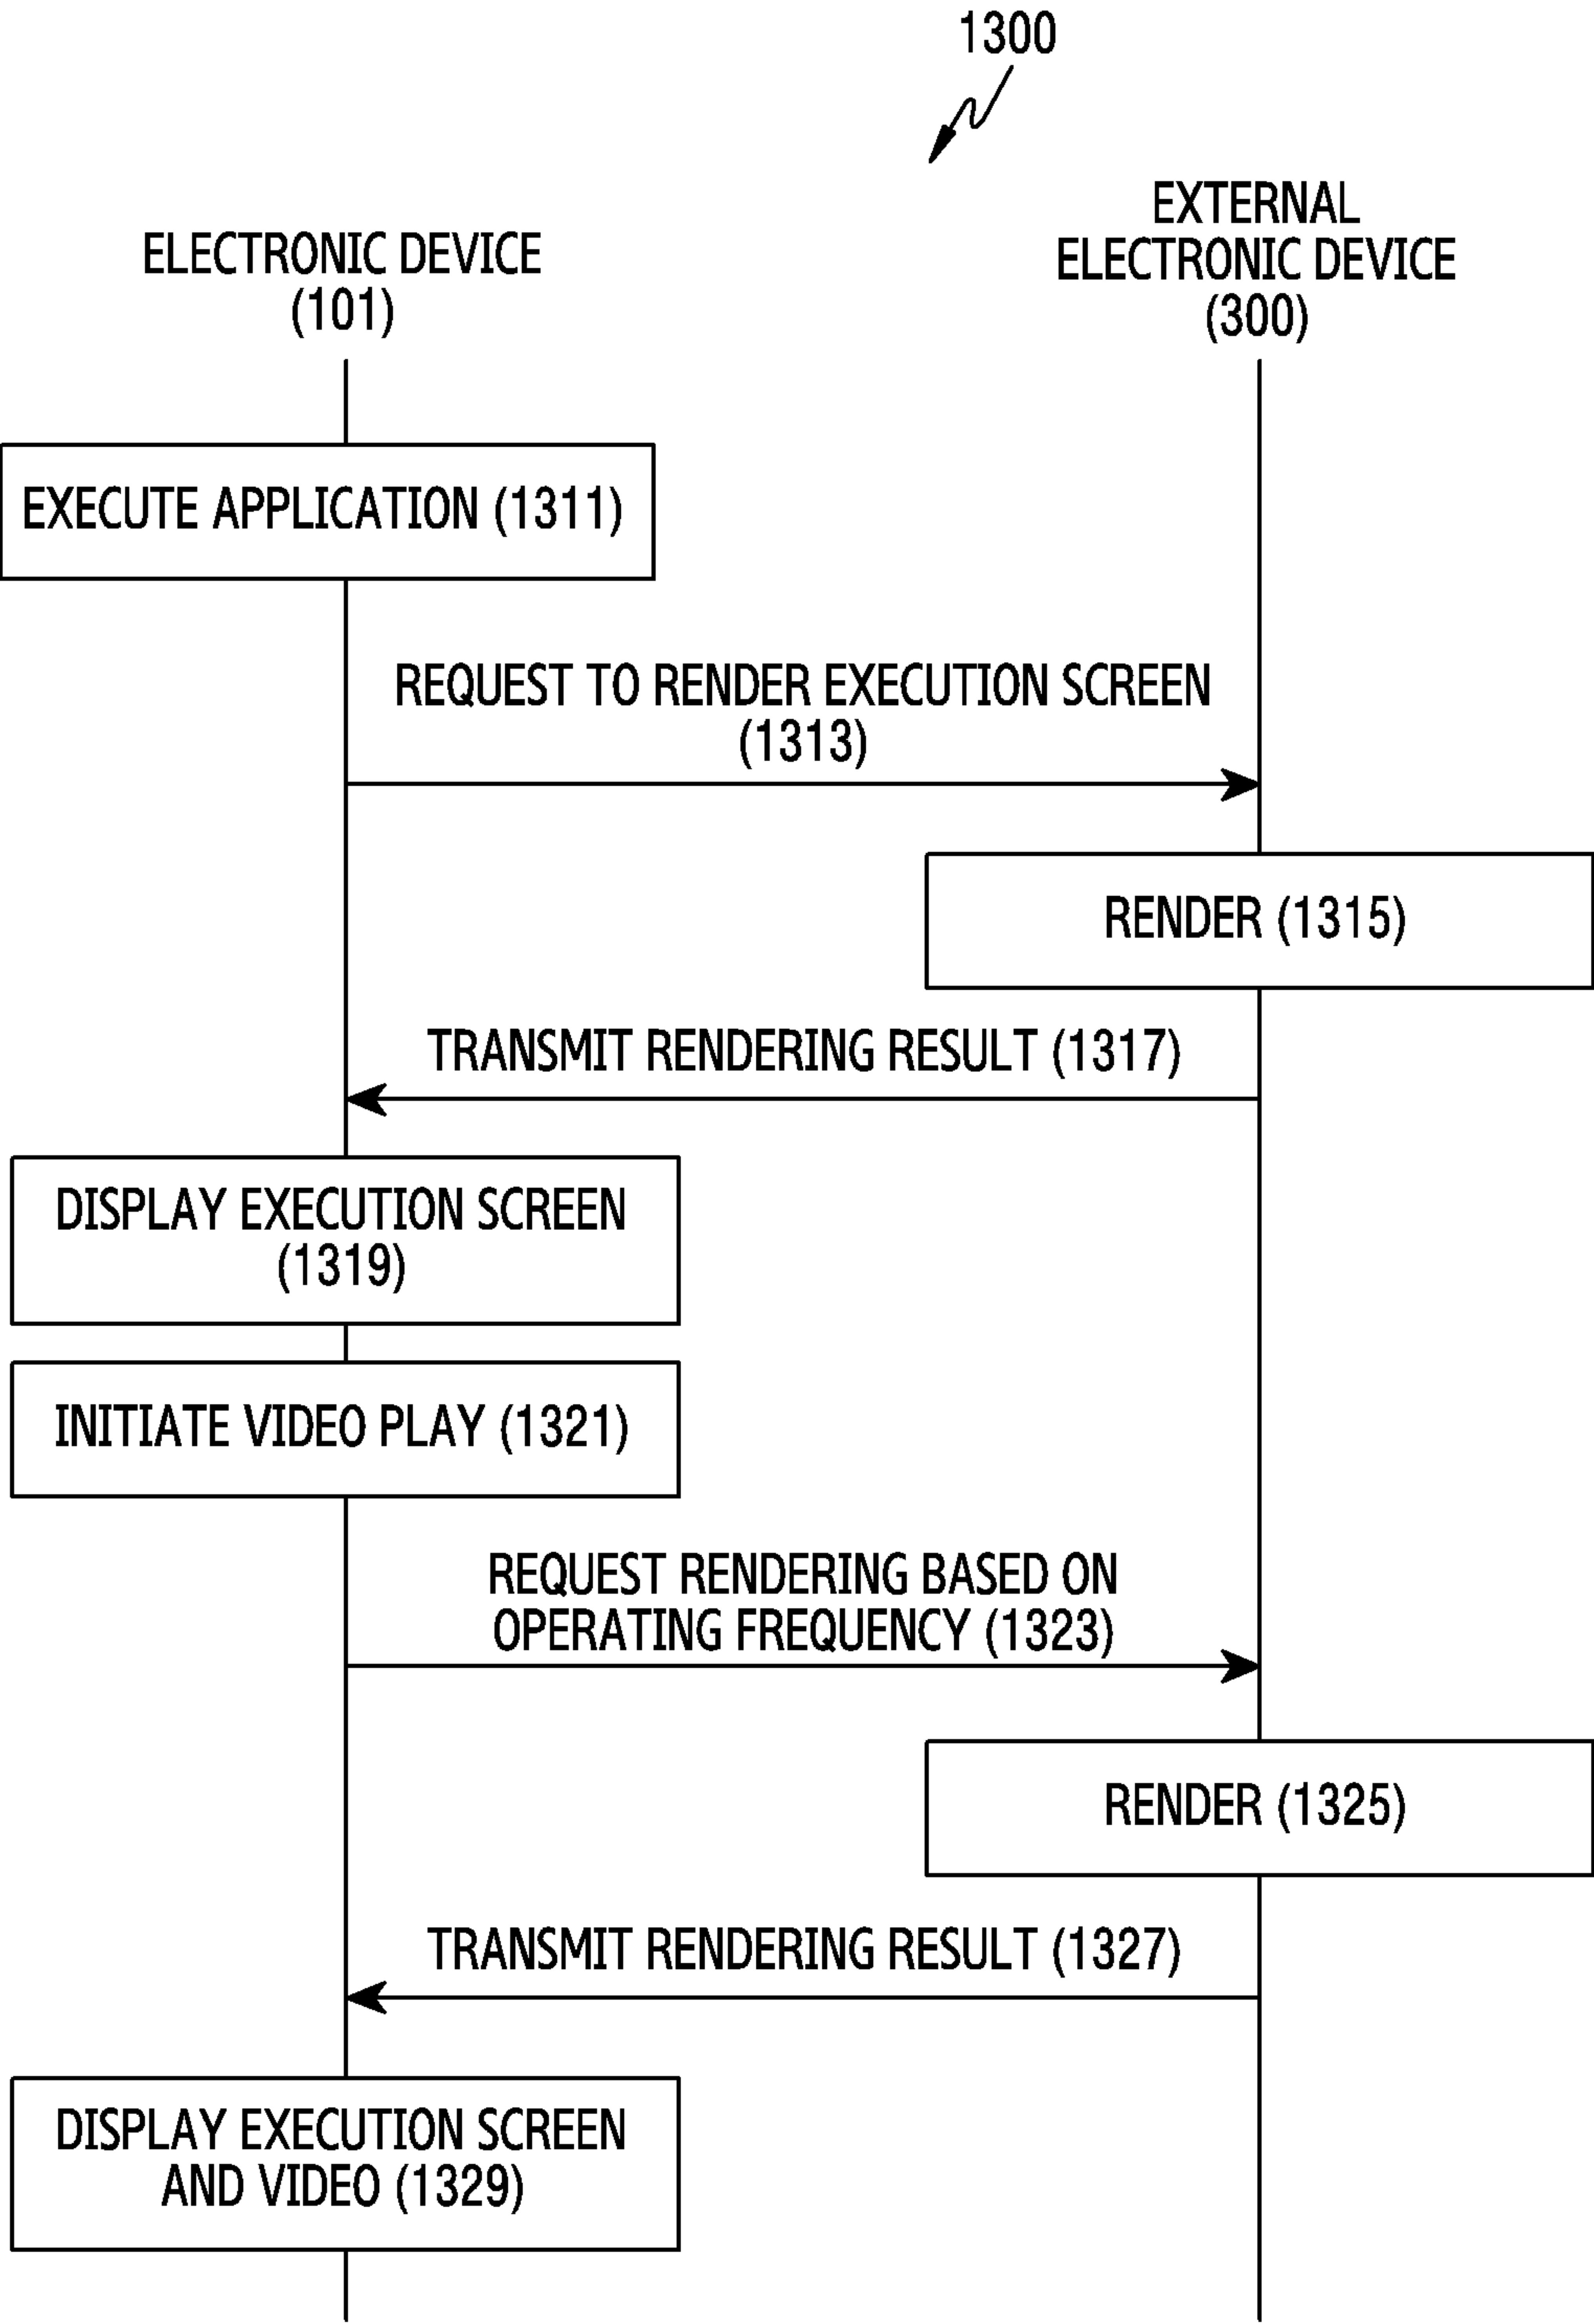 1300
ELECTRONIC DEVICE
(101)
EXTERNAL
ELECTRONIC DEVICE
(300)
EXECUTE APPLICATION (1311)
REQUEST TO RENDER EXECUTION SCREEN
(1313)
RENDER (1315)
TRANSMIT RENDERING RESULT (1317)
DISPLAY EXECUTION SCREEN
(1319)
INITIATE VIDEO PLAY (1321)
REQUEST RENDERING BASED ON
OPERATING FREQUENCY (1323)
RENDER (1325)
TRANSMIT RENDERING RESULT (1327)
DISPLAY EXECUTION SCREEN
AND VIDEO (1329)